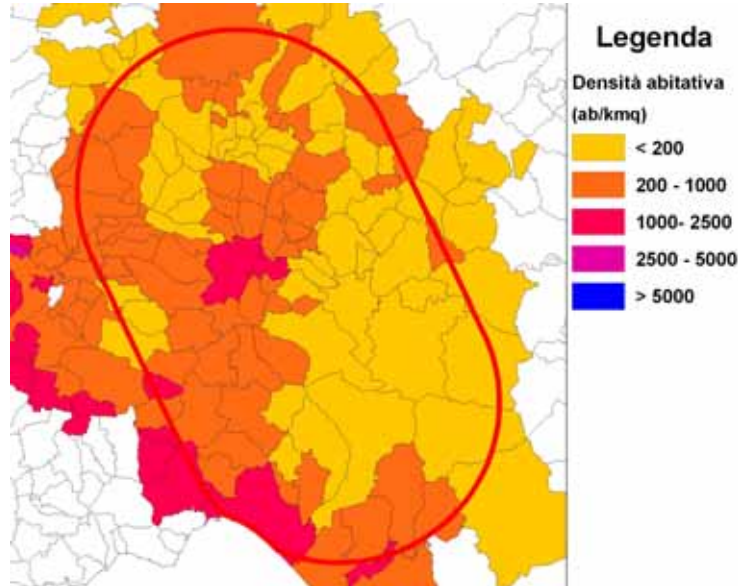 Legenda
Densità abitativa
(ab/kmq)
< 200
200 - 1000
1000- 2500
2500 - 5000
> 5000